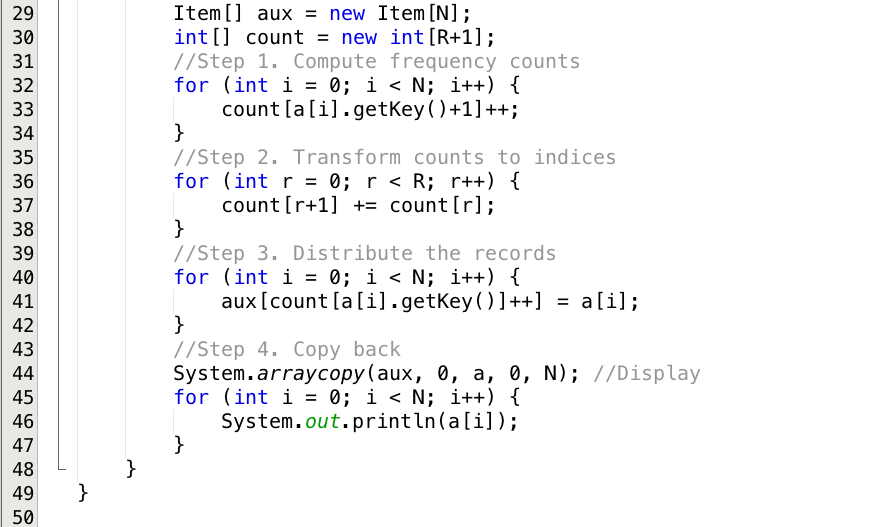 29 Item[] aux = new Item[N];
30 int[] count = new int[R+1];
31 //Step 1. Compute frequency counts
32 for (int i = 0; i < N; i++) {
33 count[a[i].getKey()+1]++;
34 }
35 //Step 2. Transform counts to indices
36 for (int r = 0; r < R; r++) {
37 count[r+1] += count[r];
38 }
39 //Step 3. Distribute the records
40 for (int i = 0; i < N; i++) {
41 aux[count[a[i].getKey()]++] = a[i];
42 }
43 //Step 4. Copy back
44 System.arraycopy(aux, 0, a, 0, N); //Display
45 for (int i = 0; i < N; i++) {
46 System.out.println(a[i]);
47 }
48 }
49 }
50